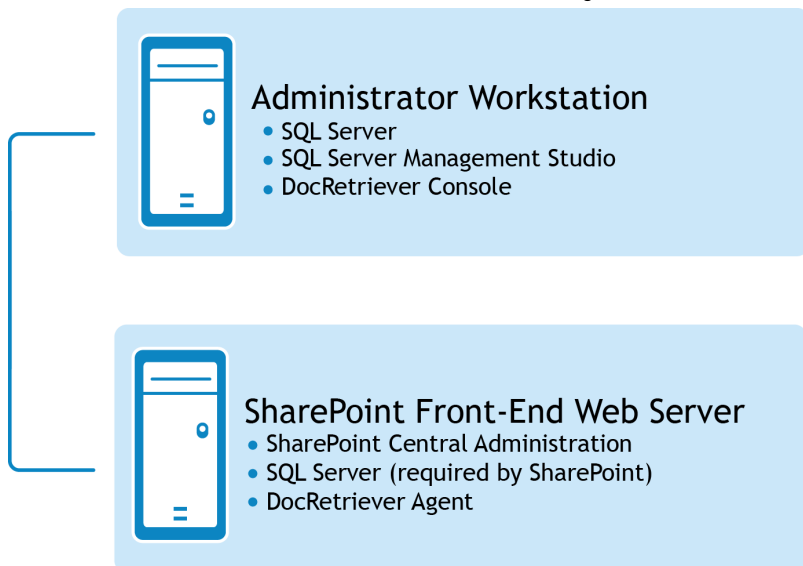 Administrator Workstation
• SQL Server
• SQL Server Management Studio
• DocRetriever Console
SharePoint Front-End Web Server
• SharePoint Central Administration
• SQL Server (required by SharePoint)
• DocRetriever Agent